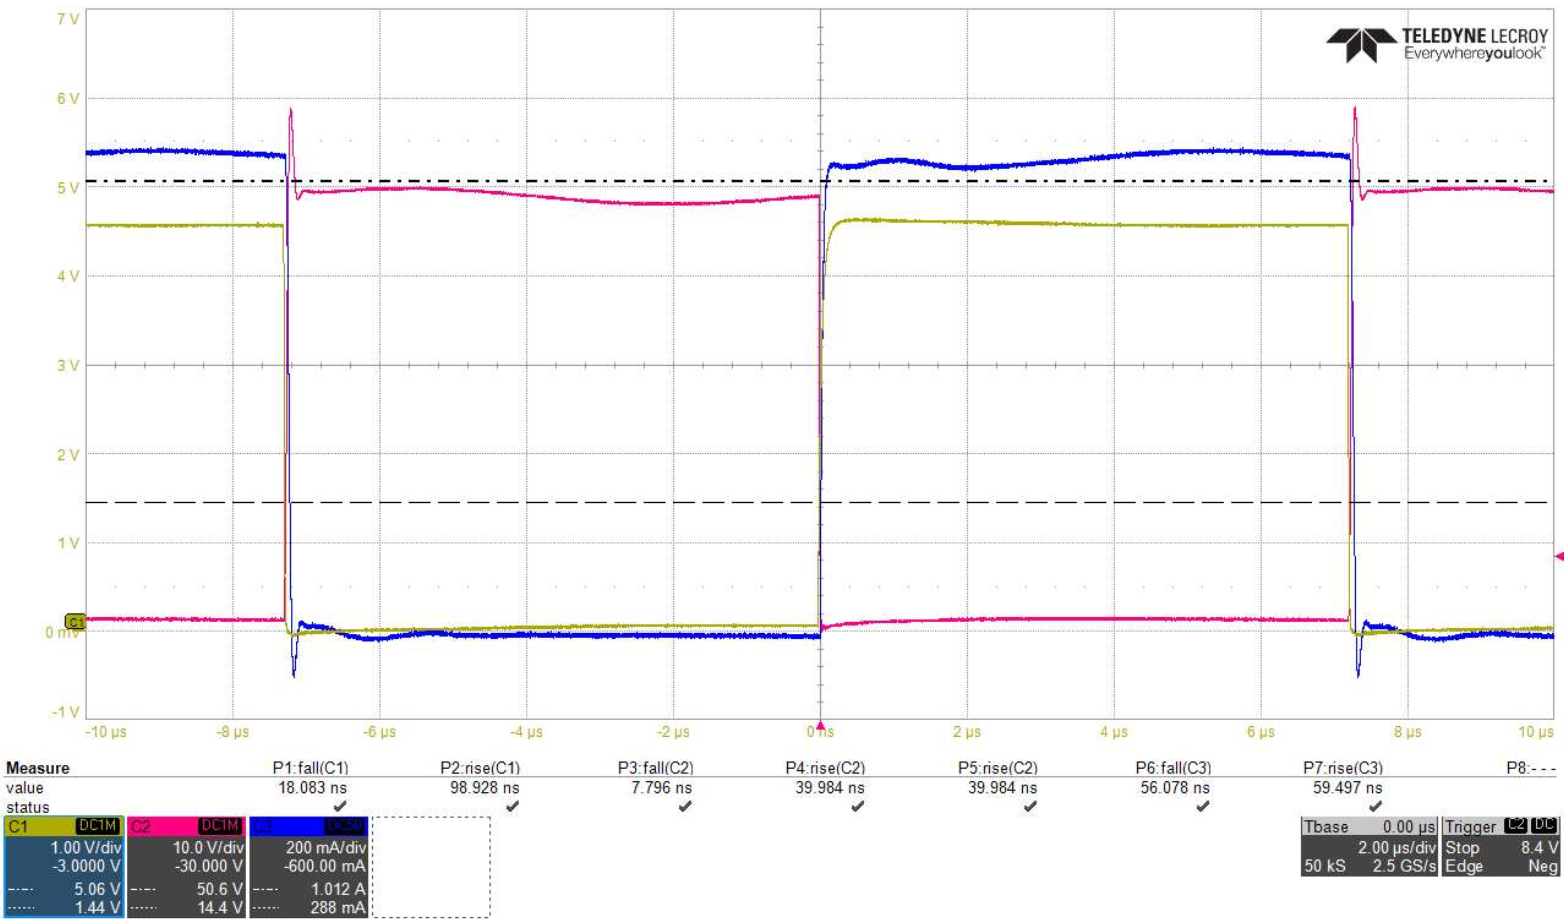 7 V
TELEDYNE LECROY
Everywhereyoulook™
6 V
5 V
4 V
3 V
2 V
1 V
C1
0 mV
-1 V
-10 µs -8 µs -6 µs -4 µs -2 µs 0 ns 2 µs 4 µs 6 µs 8 µs 10 µs
Measure P1:fall(C1) P2:rise(C1) P3:fall(C2) P4:rise(C2) P5:rise(C2) P6:fall(C3) P7:rise(C3) P8:- - -
value 18.083 ns 98.928 ns 7.796 ns 39.984 ns 39.984 ns 56.078 ns 59.497 ns
status
C1 DC1M C2 DC1M C3 Tbase 0.00 µs Trigger C2 DC
1.00 V/div 10.0 V/div 200 mA/div 2.00 µs/div Stop 8.4 V
-3.0000 V -30.000 V -600.00 mA 50 kS 2.5 GS/s Edge Neg
5.06 V 50.6 V 1.012 A
1.44 V 14.4 V 288 mA